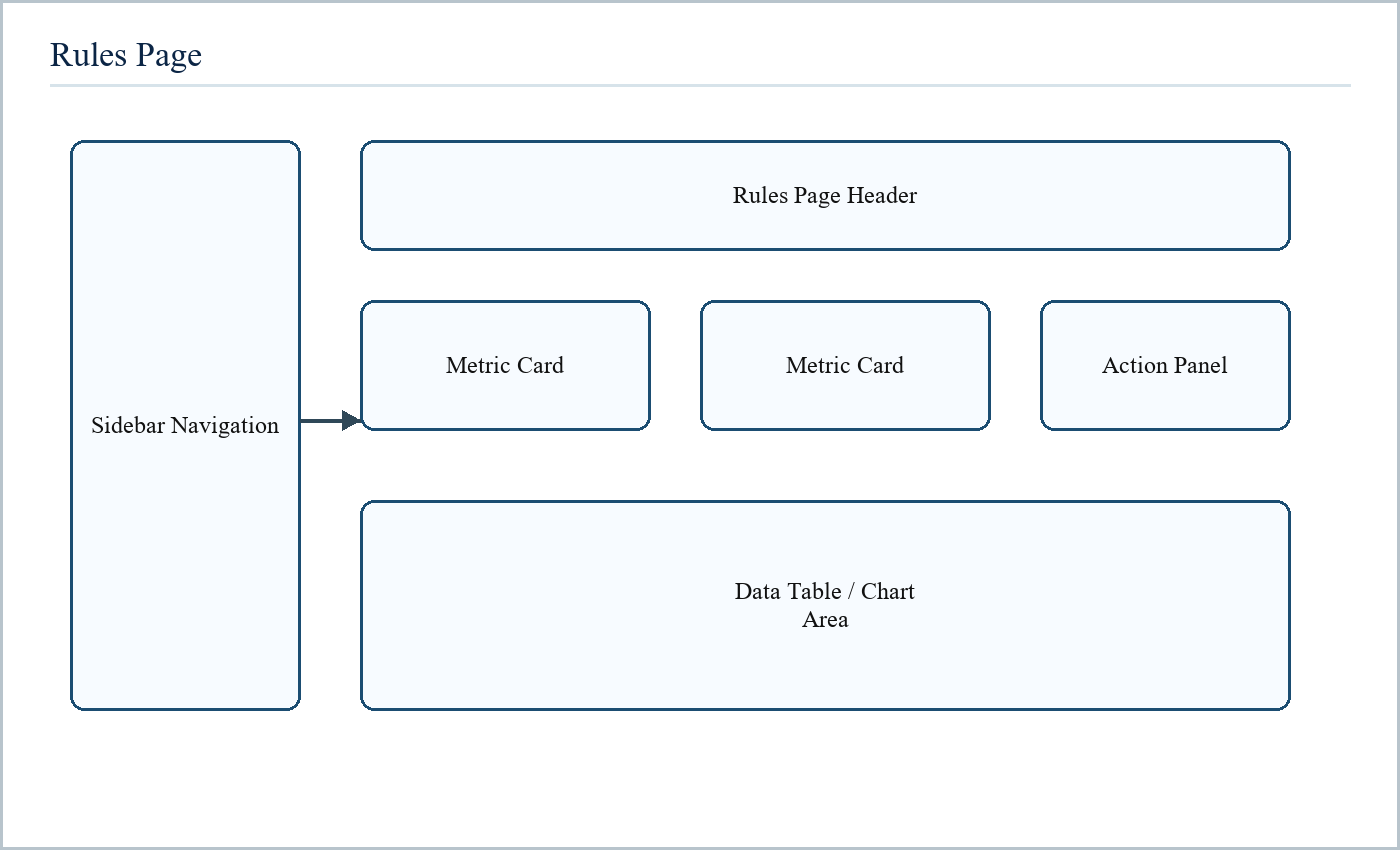 Rules Page
Rules Page Header
Sidebar Navigation
Metric Card
Metric Card
Action Panel
Data Table / Chart
Area